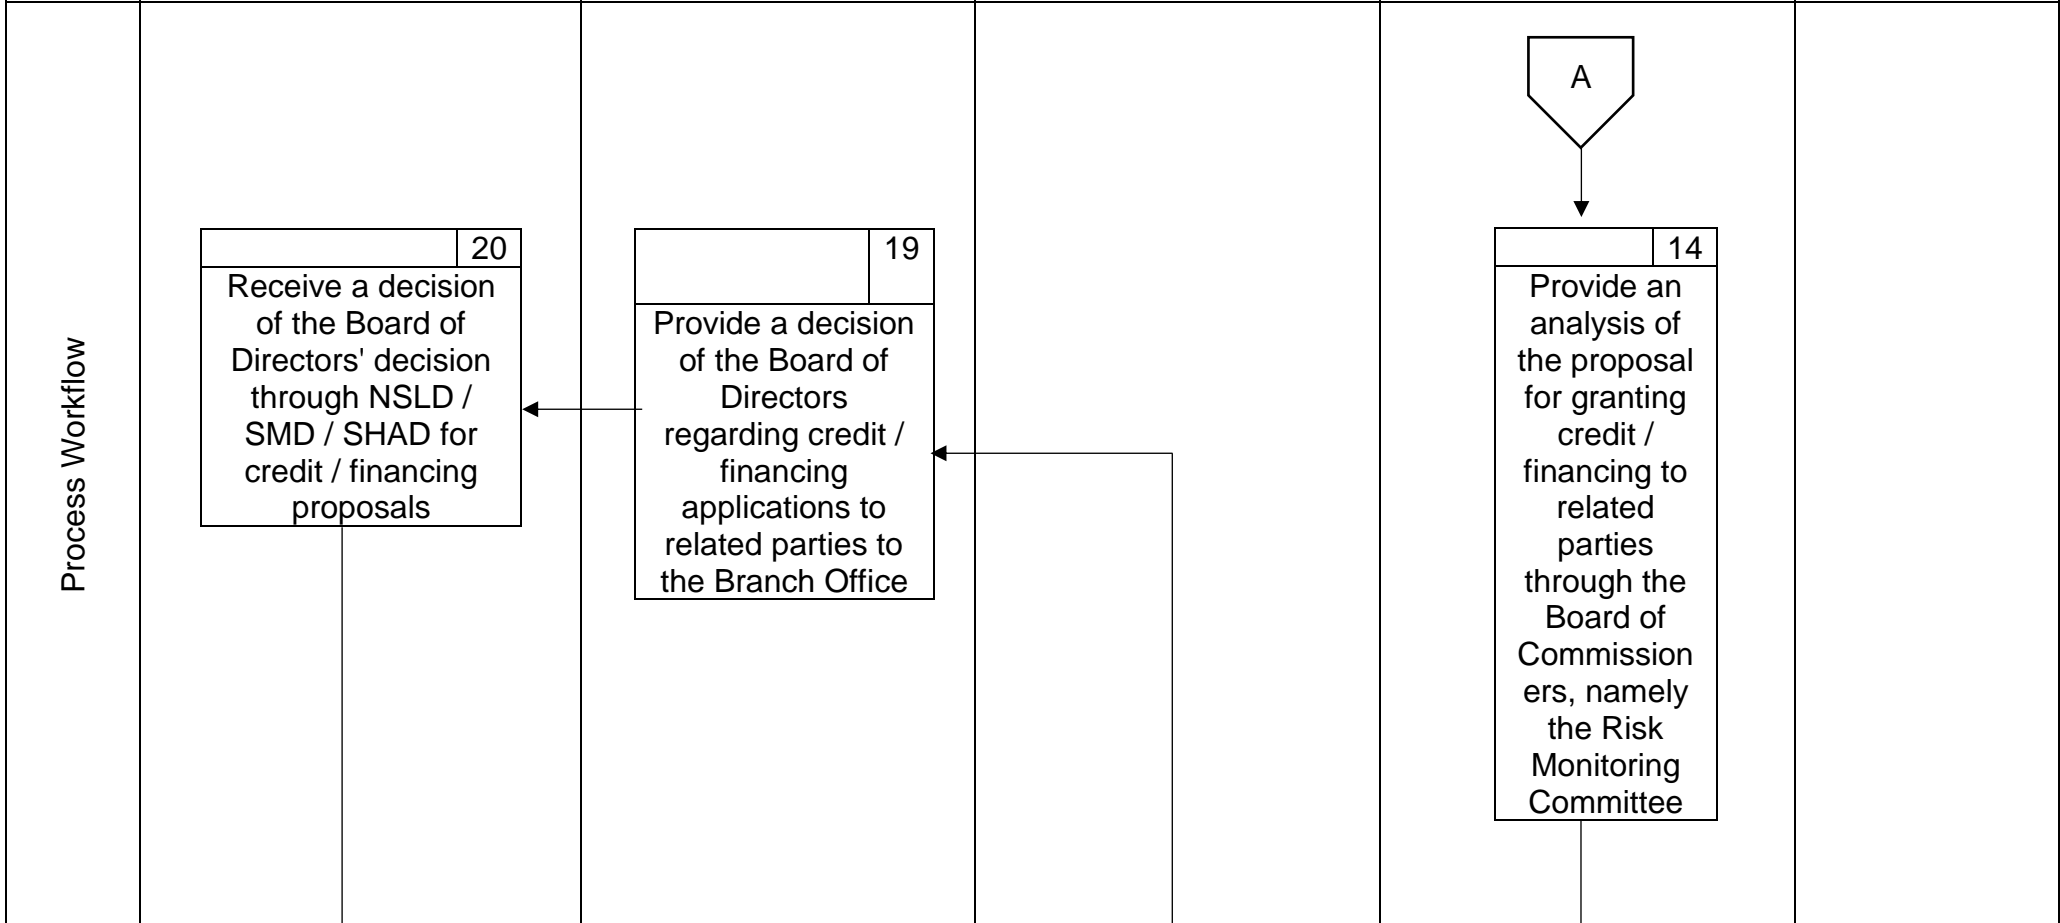 Process Workflow
20
Receive a decision
of the Board of
Directors' decision
through NSLD /
SMD / SHAD for
credit / financing
proposals
19
Provide a decision
of the Board of
Directors
regarding credit /
financing
applications to
related parties to
the Branch Office
A
14
Provide an
analysis of
the proposal
for granting
credit /
financing to
related
parties
through the
Board of
Commission
ers, namely
the Risk
Monitoring
Committee